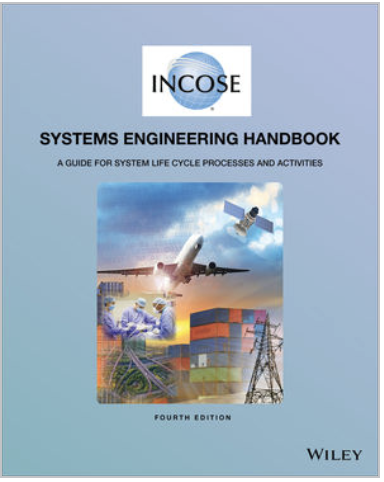 INCOSE
SYSTEMS ENGINEERING HANDBOOK
A GUIDE FOR SYSTEM LIFE CYCLE PROCESSES AND ACTIVITIES
FOURTH EDITION
WILEY